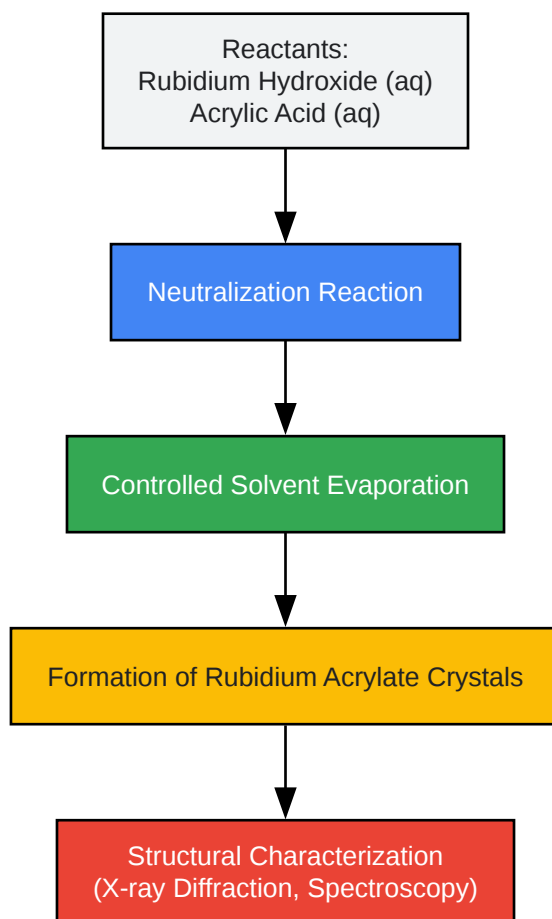 Reactants:
Rubidium Hydroxide (aq)
Acrylic Acid (aq)
Neutralization Reaction
Controlled Solvent Evaporation
Formation of Rubidium Acrylate Crystals
Structural Characterization
(X-ray Diffraction, Spectroscopy)